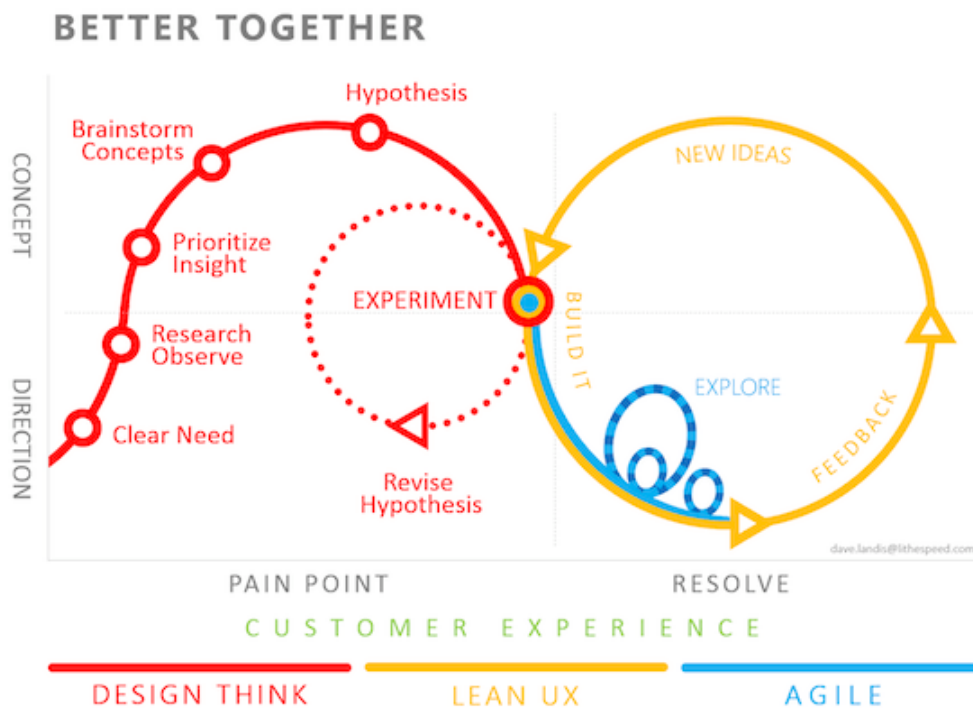 BETTER TOGETHER
Hypothesis
Brainstorm
Concepts
NEW IDEAS
CONCEPT
Prioritize
Insight
EXPERIMENT
BUILD IT
Research
Observe
DIRECTION
EXPLORE
Clear Need
FEEDBACK
Revise
Hypothesis
dave.landis@lithespeed.com
PAIN POINT
RESOLVE
CUSTOMER EXPERIENCE
DESIGN THINK
LEAN UX
AGILE